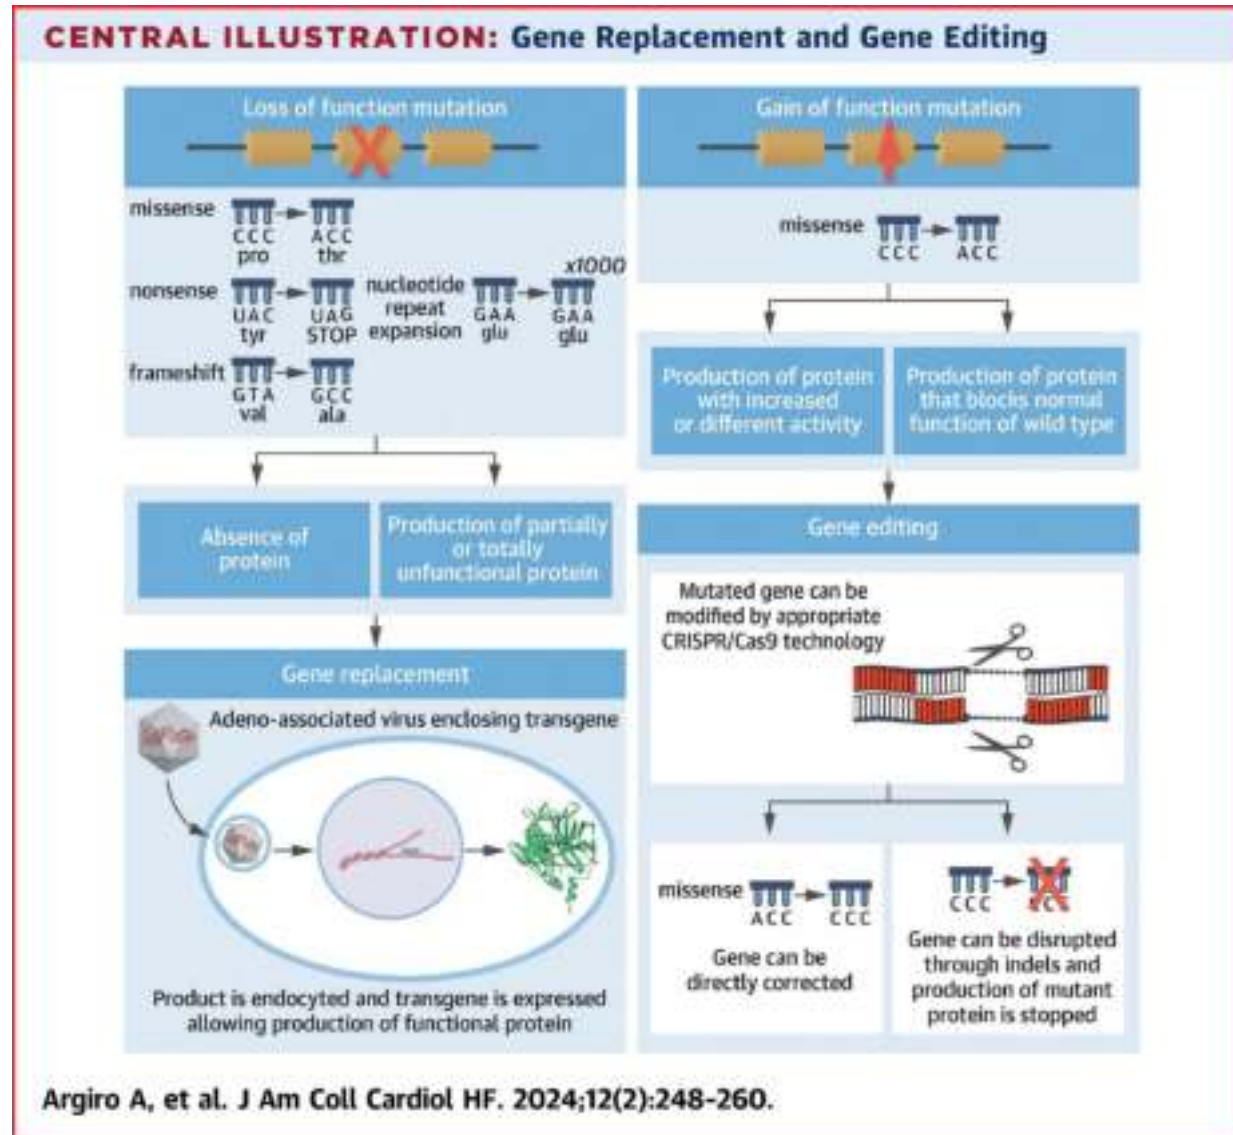 CENTRAL ILLUSTRATION: Gene Replacement and Gene Editing
Loss of function mutation
missense
CCC
pro
ACC
thr
nonsense
UAC
tyr
UAG
STOP
nucleotide
repeat
expansion
GAA
glu
x1000
GAA
glu
frameshift
GTA
val
GCC
ala
Absence of
protein
Production of partially
or totally
unfunctional protein
Gene replacement
Adeno-associated virus enclosing transgene
Product is endocyted and transgene is expressed
allowing production of functional protein
Gain of function mutation
missense
CCC
ACC
Production of protein
with increased
or different activity
Production of protein
that blocks normal
function of wild type
Gene editing
Mutated gene can be
modified by appropriate
CRISPR/Cas9 technology
missense
ACC
CCC
Gene can be
directly corrected
CCC
Gene can be disrupted
through indels and
production of mutant
protein is stopped
Argiro A, et al. J Am Coll Cardiol HF. 2024;12(2):248-260.